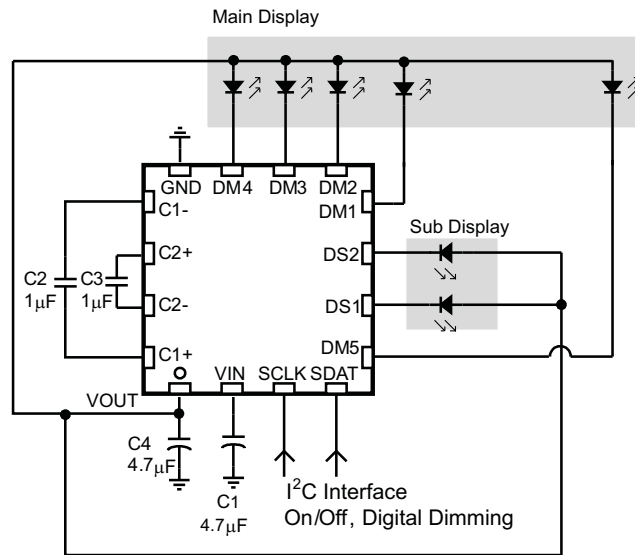 Main Display
GND DM4 DM3 DM2
C1- DM1
Sub Display
C2+ DS2
C2 C3
1µF 1µF
C2- DS1
C1+ DM5
VIN SCLK SDAT
VOUT
C4
4.7µF
C1
4.7µF
I²C Interface
On/Off, Digital Dimming